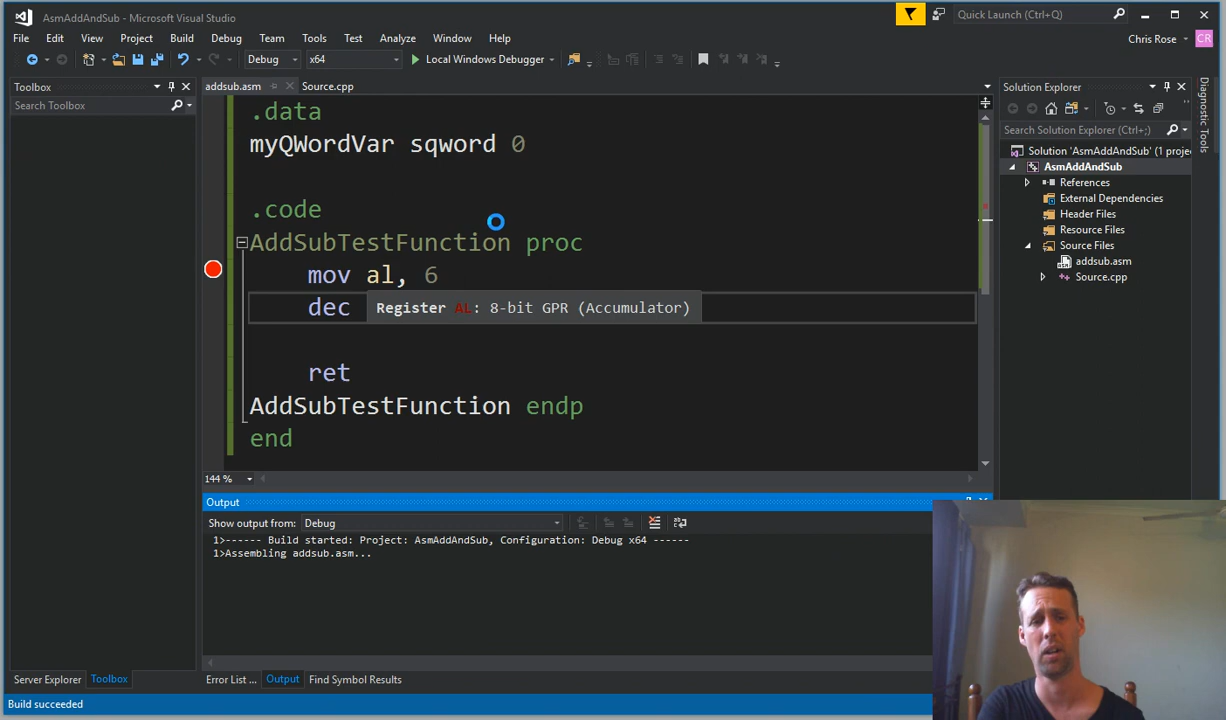 AsmAddAndSub - Microsoft Visual Studio
Quick Launch (Ctrl+Q)
File Edit View Project Build Debug Team Tools Test Analyze Window Help
Chris Rose CR
Debug x64 Local Windows Debugger
Toolbox
Search Toolbox
addsub.asm Source.cpp
.data
myQWordVar sqword 0
.code
AddSubTestFunction proc
mov al, 6
dec
Register AL: 8-bit GPR (Accumulator)
ret
AddSubTestFunction endp
end
144 %
Solution Explorer
Search Solution Explorer (Ctrl+;)
Solution 'AsmAddAndSub' (1 proje
AsmAddAndSub
References
External Dependencies
Header Files
Resource Files
Source Files
addsub.asm
Source.cpp
Diagnostic Tools
Output
Show output from: Debug
1>------ Build started: Project: AsmAddAndSub, Configuration: Debug x64 ------
1>Assembling addsub.asm...
Server Explorer Toolbox
Error List ... Output Find Symbol Results
Build succeeded